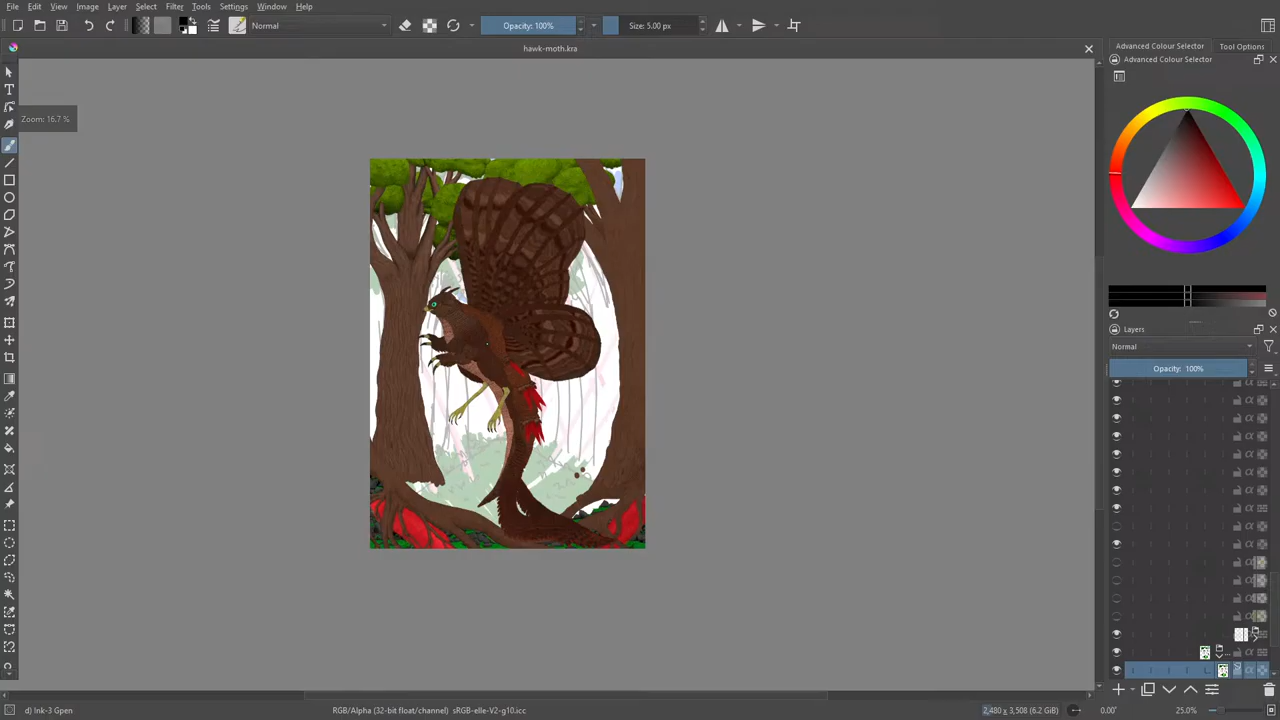 File Edit View Image Layer Select Filter Tools Settings Window Help
Normal
Opacity: 100%
Size: 5.00 px
hawk-moth.kra
Advanced Colour Selector
Tool Options
Advanced Colour Selector
Zoom: 16.7 %
Layers
Normal
Opacity: 100%
d) Ink-3 Gpen
RGB/Alpha (32-bit float/channel) sRGB-elle-V2-g10.icc
2,480 x 3,508 (6.2 GiB)
0.00°
25.0%